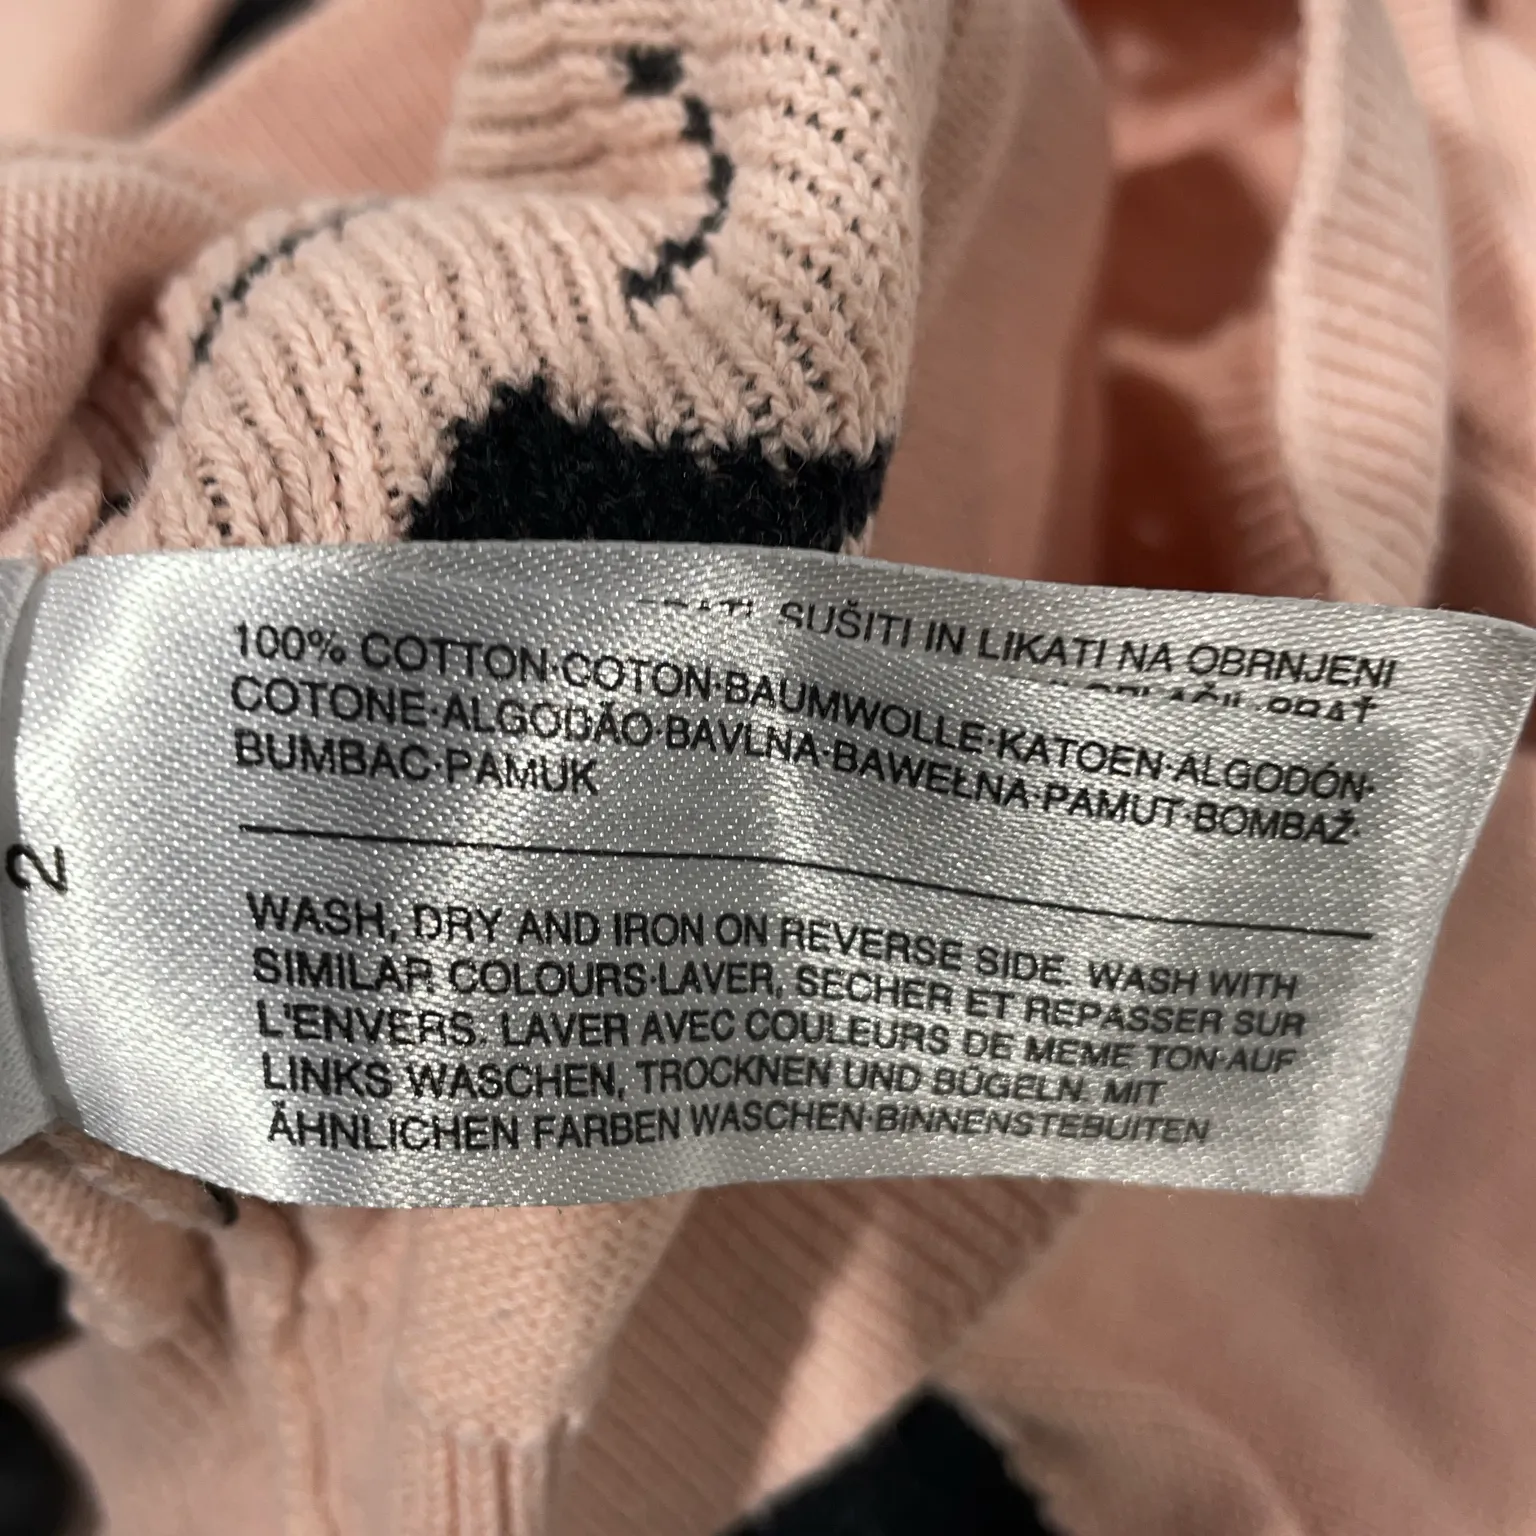 SUŠITI IN LIKATI NA OBRNJENI
100% COTTON·COTON·BAUMWOLLE·KATOEN·ALGODÓN·
COTONE·ALGODÃO·BAVLNA·BAWEŁNA·PAMUT·BOMBAŽ·
BUMBAC·PAMUK
2
WASH, DRY AND IRON ON REVERSE SIDE. WASH WITH
SIMILAR COLOURS·LAVER, SECHER ET REPASSER SUR
L'ENVERS. LAVER AVEC COULEURS DE MEME TON·AUF
LINKS WASCHEN, TROCKNEN UND BÜGELN. MIT
ÄHNLICHEN FARBEN WASCHEN·BINNENSTEBUITEN